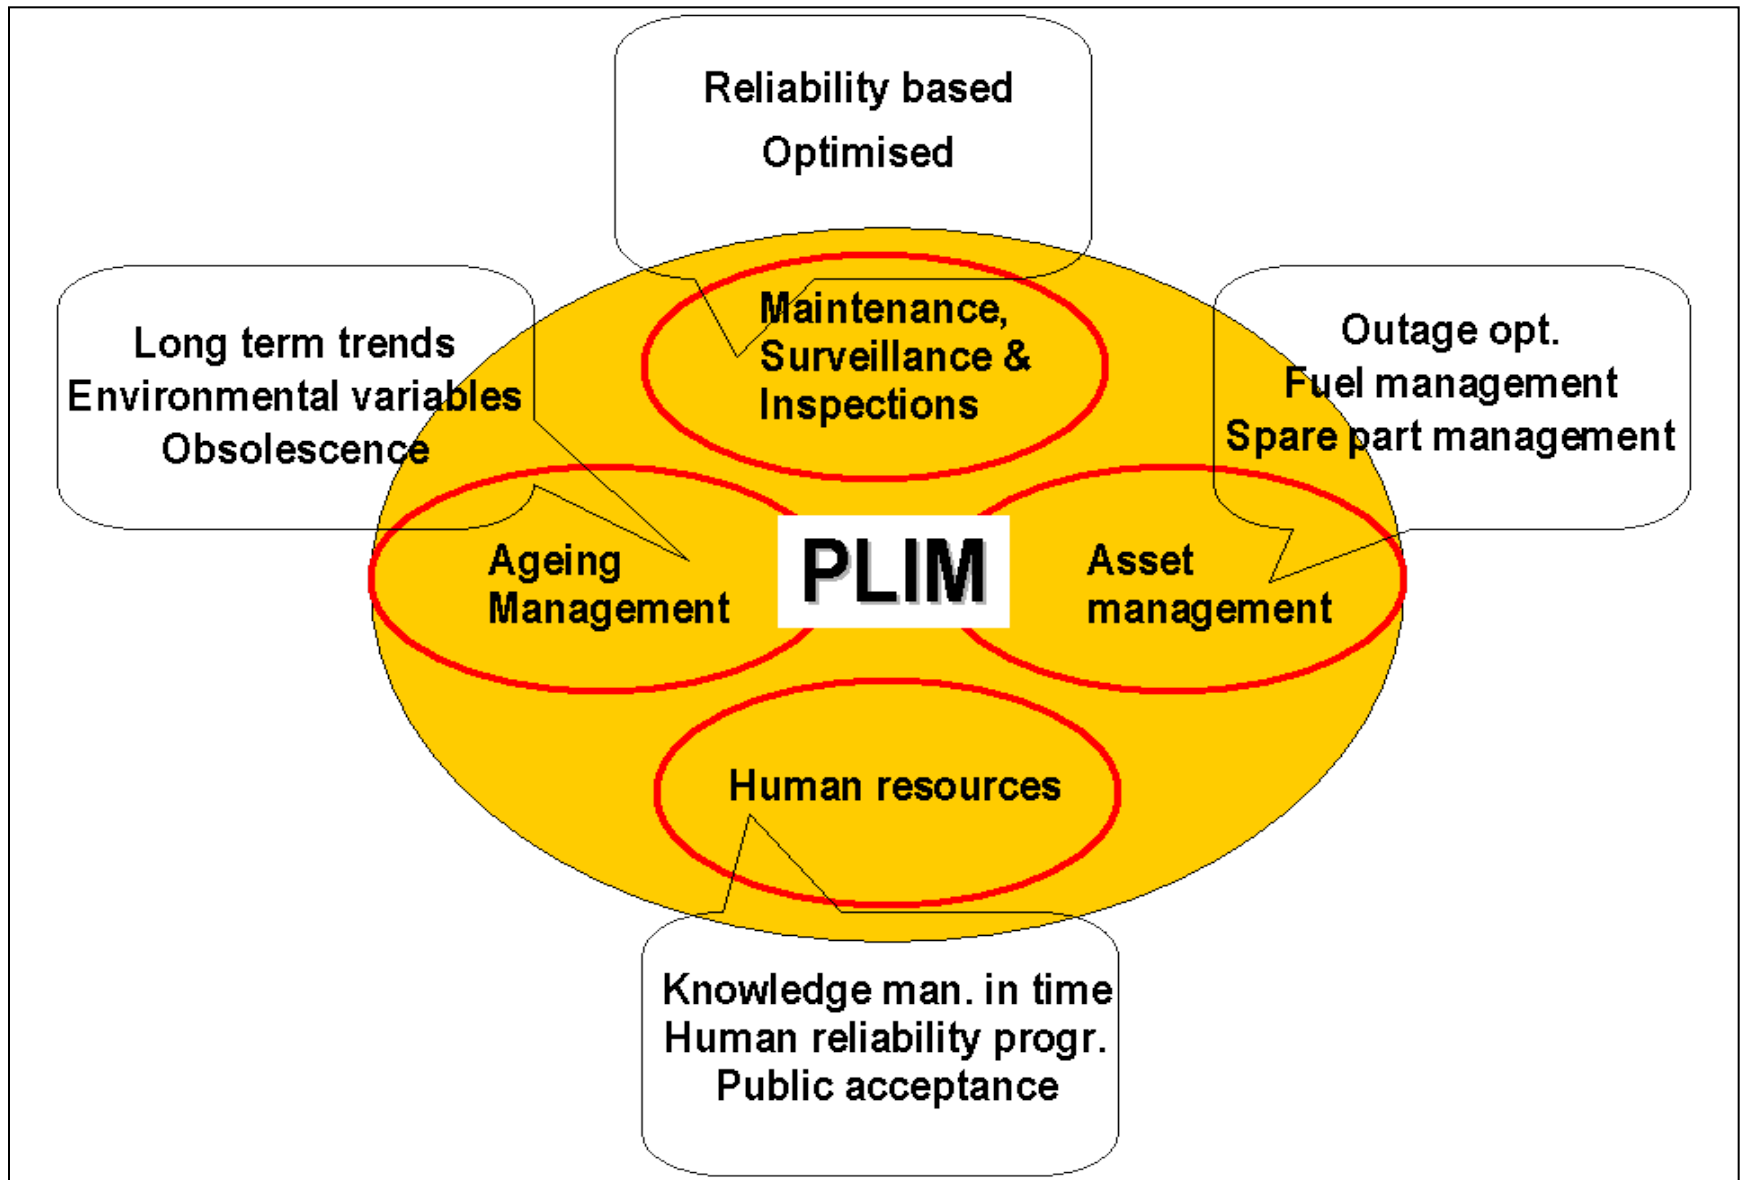 Reliability based
Optimised
Maintenance,
Surveillance &
Inspections
Long term trends
Environmental variables
Obsolescence
Outage opt.
Fuel management
Spare part management
Ageing
Management
PLIM
Asset
management
Human resources
Knowledge man. in time
Human reliability progr.
Public acceptance